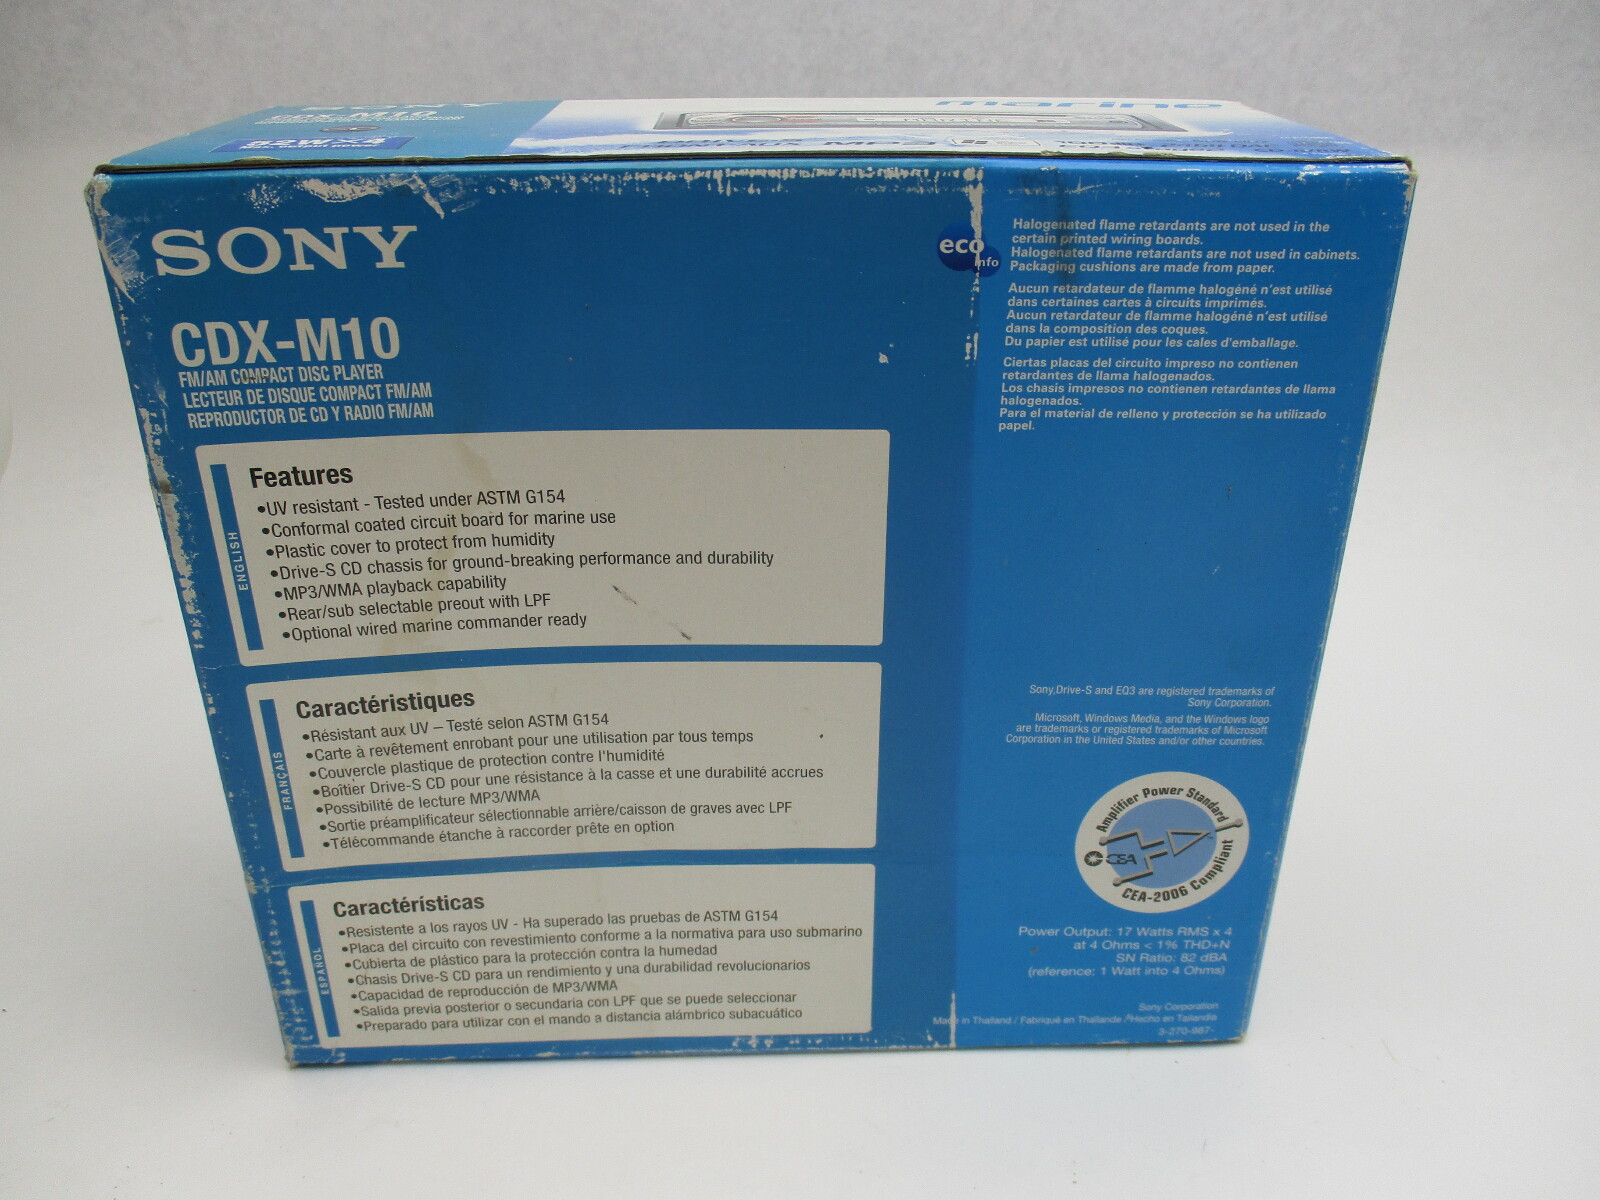 SONY
CDX-M10
marine
SONY
CDX-M10
FM/AM COMPACT DISC PLAYER
LECTEUR DE DISQUE COMPACT FM/AM
REPRODUCTOR DE CD Y RADIO FM/AM
ENGLISH
Features
•UV resistant - Tested under ASTM G154
•Conformal coated circuit board for marine use
•Plastic cover to protect from humidity
•Drive-S CD chassis for ground-breaking performance and durability
•MP3/WMA playback capability
•Rear/sub selectable preout with LPF
•Optional wired marine commander ready
FRANÇAIS
Caractéristiques
•Résistant aux UV – Testé selon ASTM G154
•Carte à revêtement enrobant pour une utilisation par tous temps
•Couvercle plastique de protection contre l'humidité
•Boîtier Drive-S CD pour une résistance à la casse et une durabilité accrues
•Possibilité de lecture MP3/WMA
•Sortie préamplificateur sélectionnable arrière/caisson de graves avec LPF
•Télécommande étanche à raccorder prête en option
ESPAÑOL
Características
•Resistente a los rayos UV - Ha superado las pruebas de ASTM G154
•Placa del circuito con revestimiento conforme a la normativa para uso submarino
•Cubierta de plástico para la protección contra la humedad
•Chasis Drive-S CD para un rendimiento y una durabilidad revolucionarios
•Capacidad de reproducción de MP3/WMA
•Salida previa posterior o secundaria con LPF que se puede seleccionar
•Preparado para utilizar con el mando a distancia alámbrico subacuático
eco
info
Halogenated flame retardants are not used in the
certain printed wiring boards.
Halogenated flame retardants are not used in cabinets.
Packaging cushions are made from paper.
Aucun retardateur de flamme halogéné n'est utilisé
dans certaines cartes à circuits imprimés.
Aucun retardateur de flamme halogéné n'est utilisé
dans la composition des coques.
Du papier est utilisé pour les cales d'emballage.
Ciertas placas del circuito impreso no contienen
retardantes de llama halogenados.
Los chasis impresos no contienen retardantes de llama
halogenados.
Para el material de relleno y protección se ha utilizado
papel.
Sony,Drive-S and EQ3 are registered trademarks of
Sony Corporation.
Microsoft, Windows Media, and the Windows logo
are trademarks or registered trademarks of Microsoft
Corporation in the United States and/or other countries.
Amplifier Power Standard
CEA
CEA-2006 Compliant
Power Output: 17 Watts RMS x 4
at 4 Ohms < 1% THD+N
SN Ratio: 82 dBA
(reference: 1 Watt into 4 Ohms)
Sony Corporation
Made in Thailand / Fabriqué en Thaïlande / Hecho en Tailandia
3-270-987-